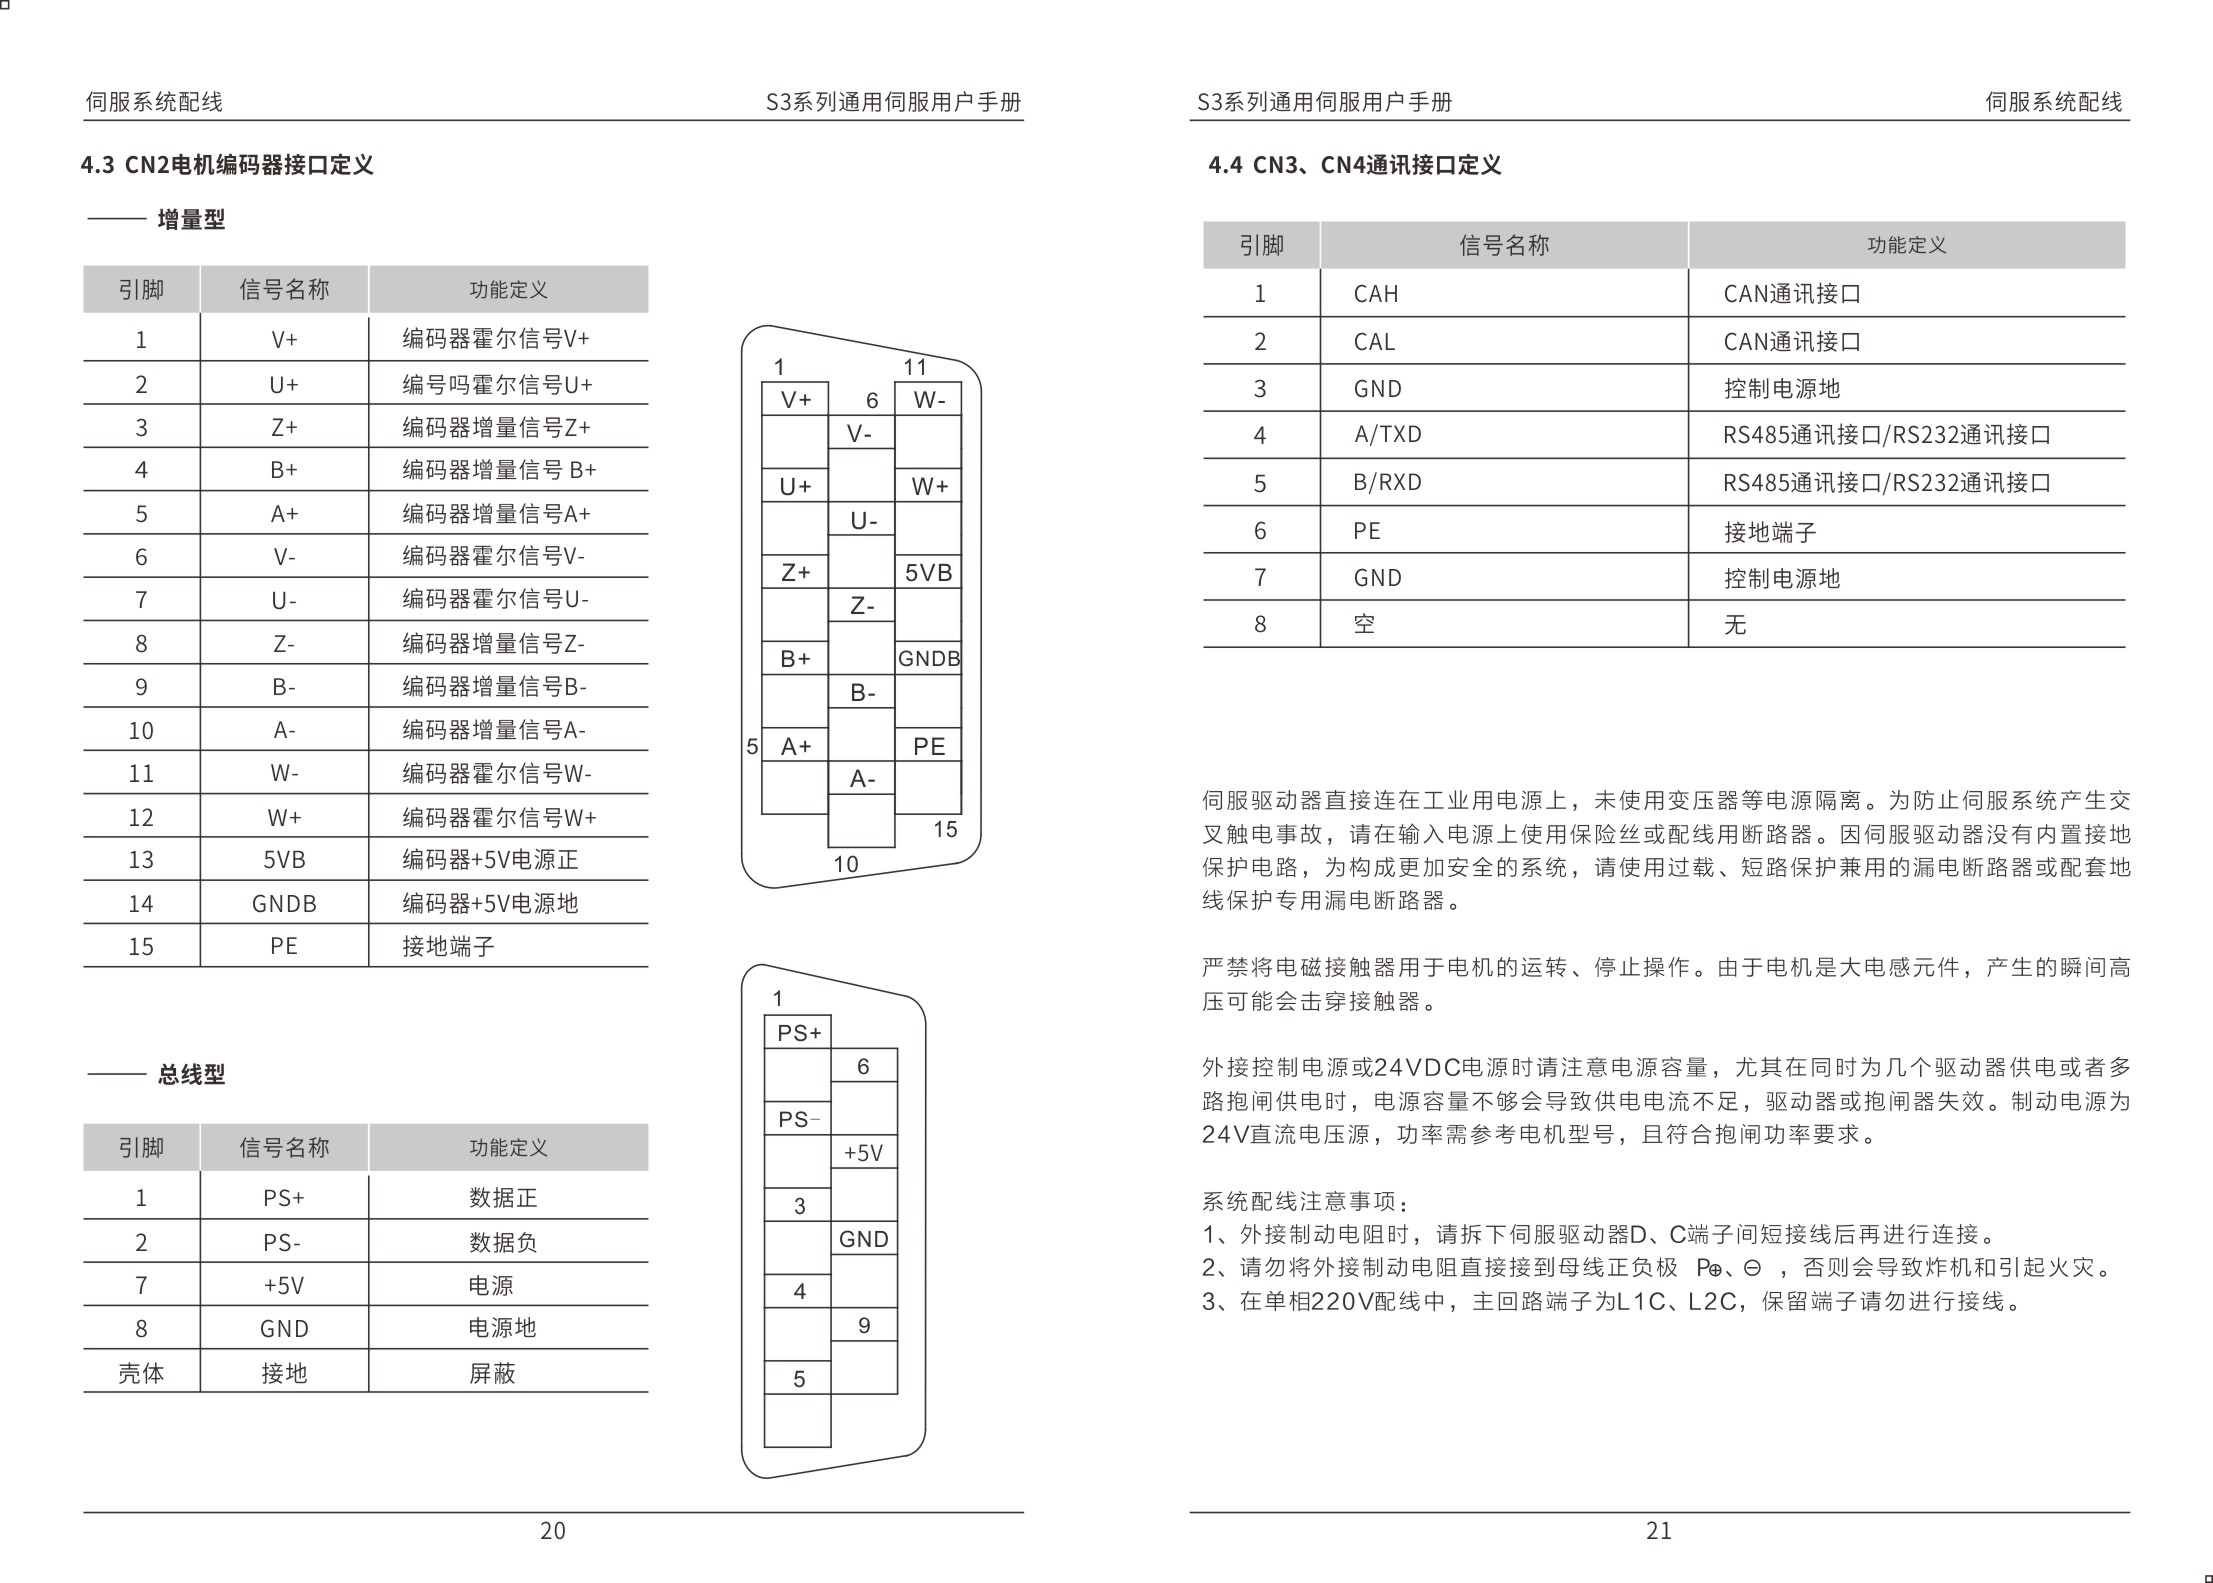 伺服系统配线 S3系列通用伺服用户手册
4.3 CN2电机编码器接口定义
增量型
引脚 信号名称 功能定义
1 V+ 编码器霍尔信号V+
2 U+ 编号吗霍尔信号U+
3 Z+ 编码器增量信号Z+
4 B+ 编码器增量信号 B+
5 A+ 编码器增量信号A+
6 V- 编码器霍尔信号V-
7 U- 编码器霍尔信号U-
8 Z- 编码器增量信号Z-
9 B- 编码器增量信号B-
10 A- 编码器增量信号A-
11 W- 编码器霍尔信号W-
12 W+ 编码器霍尔信号W+
13 5VB 编码器+5V电源正
14 GNDB 编码器+5V电源地
15 PE 接地端子
1 11
V+ 6 W-
V-
U+ W+
U-
Z+ 5VB
Z-
B+ GNDB
B-
5 A+ PE
A-
15
10
总线型
引脚 信号名称 功能定义
1 PS+ 数据正
2 PS- 数据负
7 +5V 电源
8 GND 电源地
壳体 接地 屏蔽
1
PS+
6
PS-
+5V
3
GND
4
9
5
20
S3系列通用伺服用户手册 伺服系统配线
4.4 CN3、CN4通讯接口定义
引脚 信号名称 功能定义
1 CAH CAN通讯接口
2 CAL CAN通讯接口
3 GND 控制电源地
4 A/TXD RS485通讯接口/RS232通讯接口
5 B/RXD RS485通讯接口/RS232通讯接口
6 PE 接地端子
7 GND 控制电源地
8 空 无
伺服驱动器直接连在工业用电源上，未使用变压器等电源隔离。为防止伺服系统产生交
叉触电事故，请在输入电源上使用保险丝或配线用断路器。因伺服驱动器没有内置接地
保护电路，为构成更加安全的系统，请使用过载、短路保护兼用的漏电断路器或配套地
线保护专用漏电断路器。
严禁将电磁接触器用于电机的运转、停止操作。由于电机是大电感元件，产生的瞬间高
压可能会击穿接触器。
外接控制电源或24VDC电源时请注意电源容量，尤其在同时为几个驱动器供电或者多
路抱闸供电时，电源容量不够会导致供电电流不足，驱动器或抱闸器失效。制动电源为
24V直流电压源，功率需参考电机型号，且符合抱闸功率要求。
系统配线注意事项：
1、外接制动电阻时，请拆下伺服驱动器D、C端子间短接线后再进行连接。
2、请勿将外接制动电阻直接接到母线正负极 P⊕、⊖ ，否则会导致炸机和引起火灾。
3、在单相220V配线中，主回路端子为L1C、L2C，保留端子请勿进行接线。
21